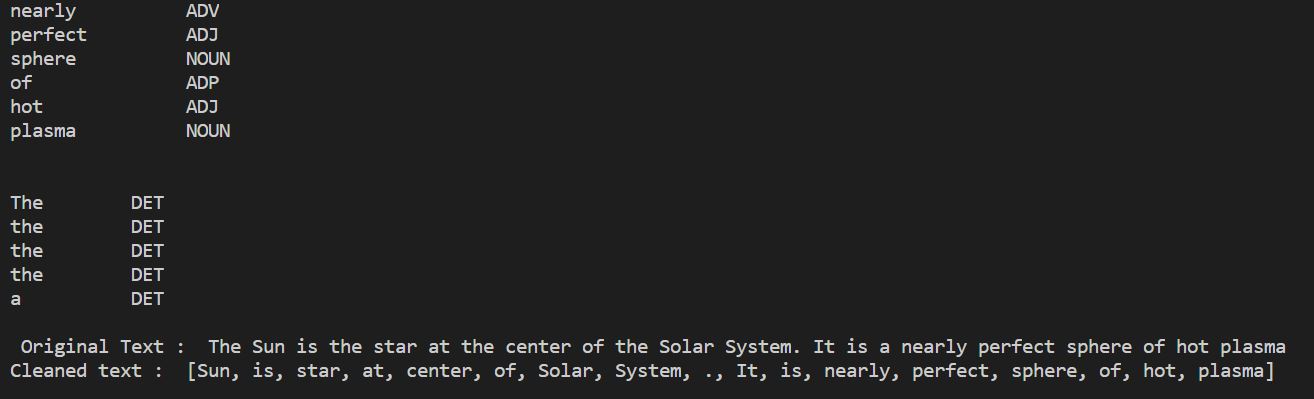 nearly ADV
perfect ADJ
sphere NOUN
of ADP
hot ADJ
plasma NOUN
The DET
the DET
the DET
the DET
a DET
Original Text :  The Sun is the star at the center of the Solar System. It is a nearly perfect sphere of hot plasma
Cleaned text :  [Sun, is, star, at, center, of, Solar, System, ., It, is, nearly, perfect, sphere, of, hot, plasma]